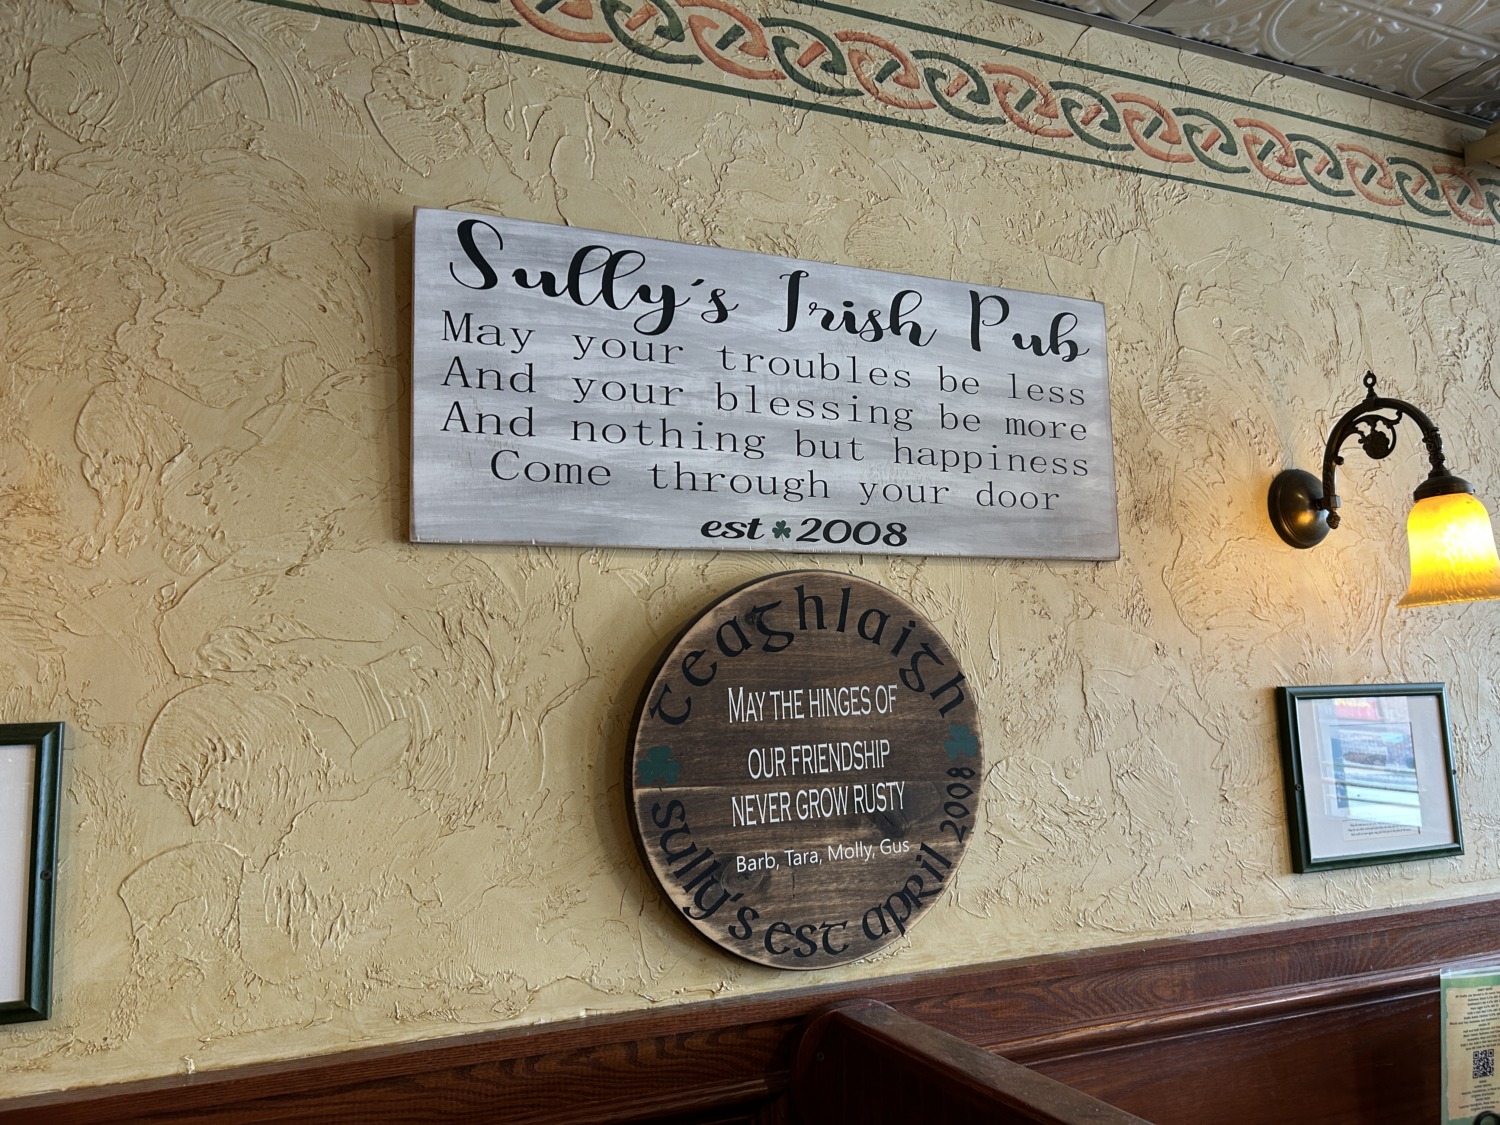 Sully's Irish Pub
May your troubles be less
And your blessing be more
And nothing but happiness
Come through your door
est 2008
teaghlaigh
MAY THE HINGES OF
OUR FRIENDSHIP
NEVER GROW RUSTY
Barb, Tara, Molly, Gus
sully's est april 2008